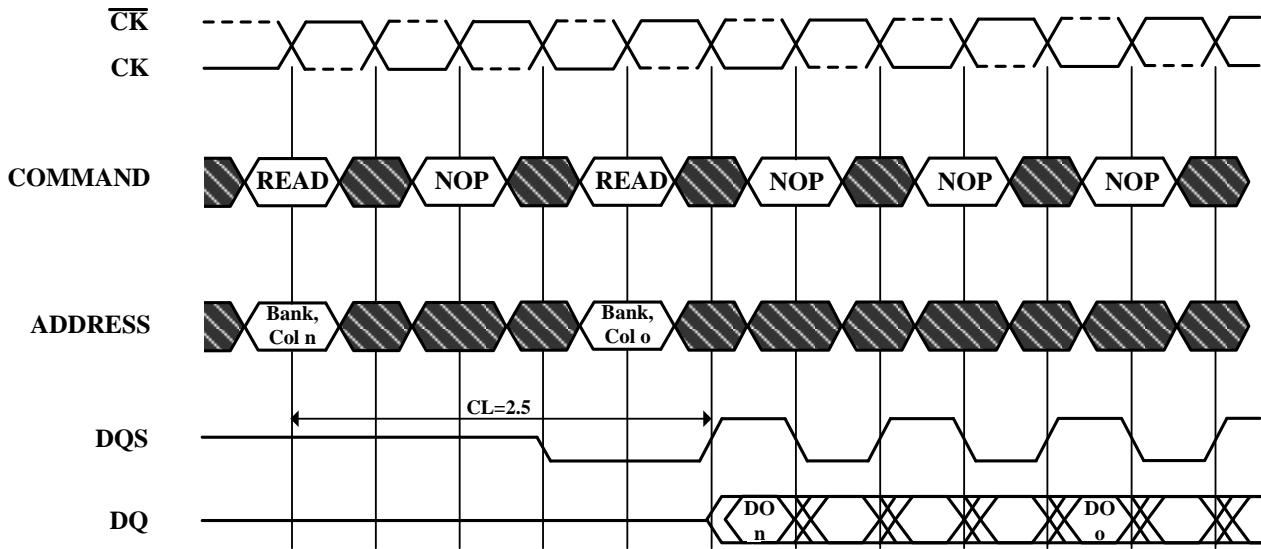 CK
CK
COMMAND
READ
NOP
READ
NOP
NOP
NOP
ADDRESS
Bank,
Col n
Bank,
Col o
CL=2.5
DQS
DQ
DO
n
DO
o